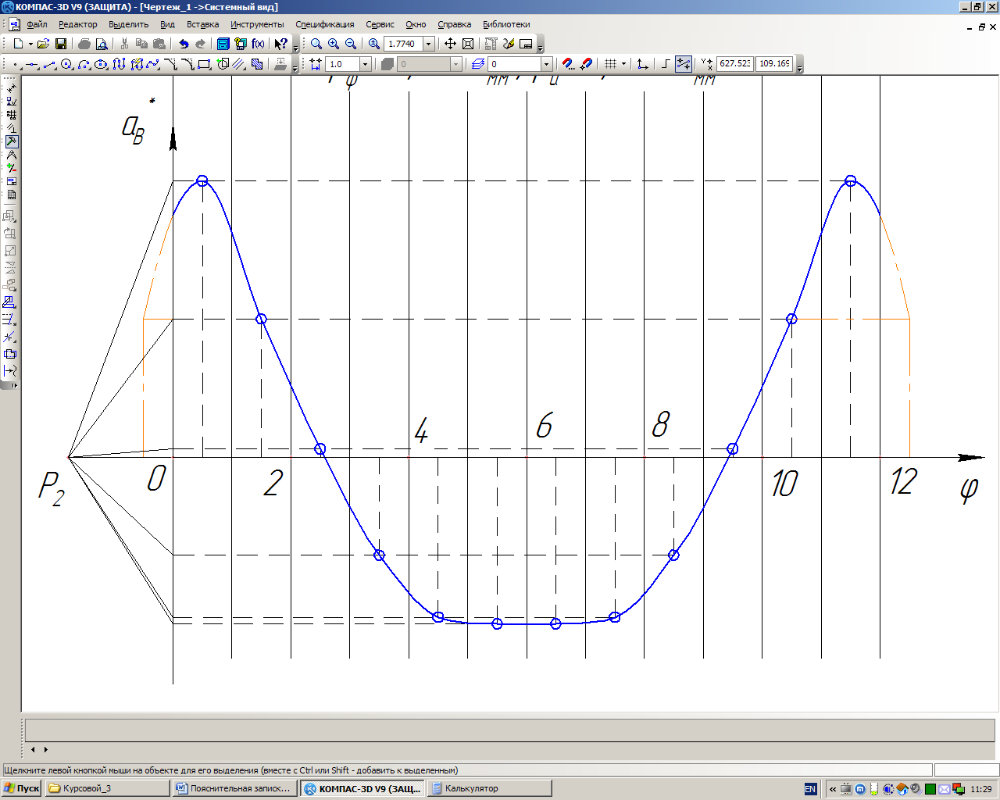 КОМПАС-3D V9 (ЗАЩИТА) - [Чертеж_1 ->Системный вид]
Файл Редактор Выделить Вид Вставка Инструменты Спецификация Сервис Окно Справка Библиотеки
f(x) 1.7740
1.0 0 0 627.523 109.169
φ мм мм
a_B *
4 6 8
0 2 10 12 φ
P_2
Щелкните левой кнопкой мыши на объекте для его выделения (вместе с Ctrl или Shift - добавить к выделенным)
Пуск Курсовой_3 Пояснительная записк... КОМПАС-3D V9 (ЗАЩ... Калькулятор EN 11:29